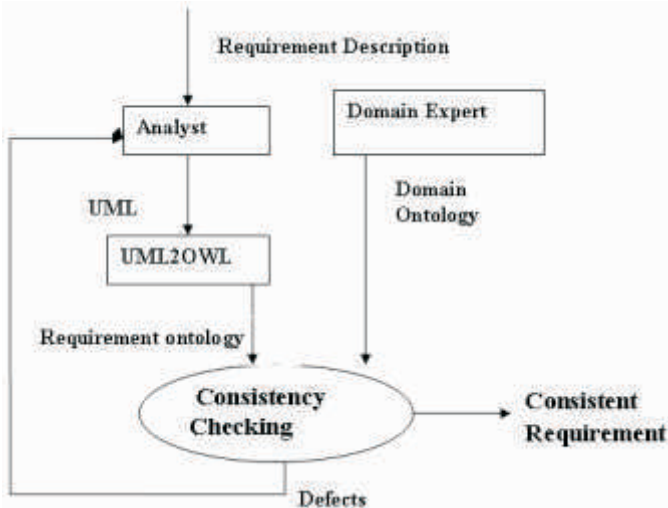 Requirement Description
Analyst
Domain Expert
UML
Domain
Ontology
UML2OWL
Requirement ontology
Consistency
Checking
Consistent
Requirement
Defects